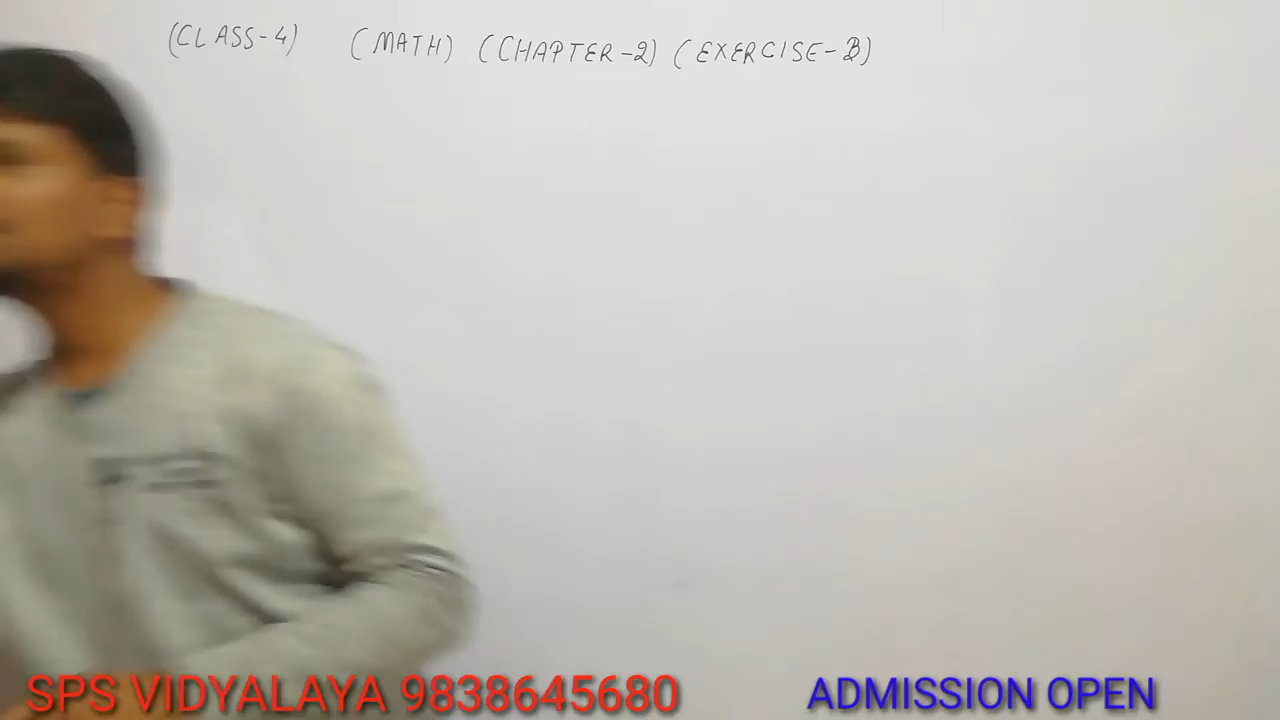 (CLASS-4) (MATH) (CHAPTER-2) (EXERCISE-B)
SPS VIDYALAYA 9838645680 ADMISSION OPEN